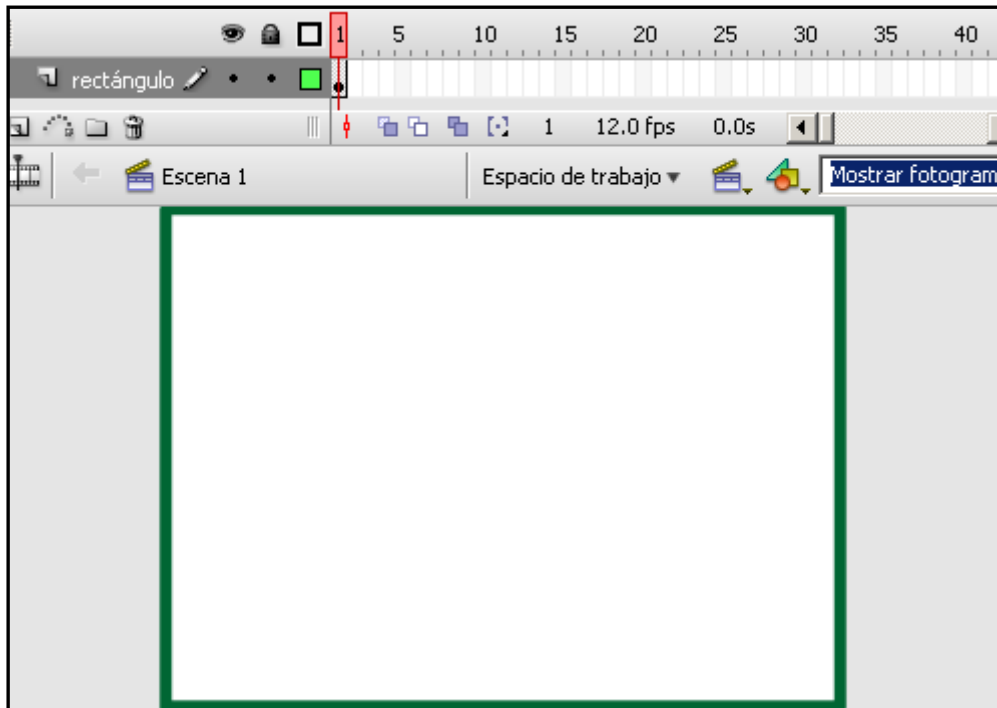 1 5 10 15 20 25 30 35 40
rectángulo
1 12.0 fps 0.0s
Escena 1 Espacio de trabajo Mostrar fotogram